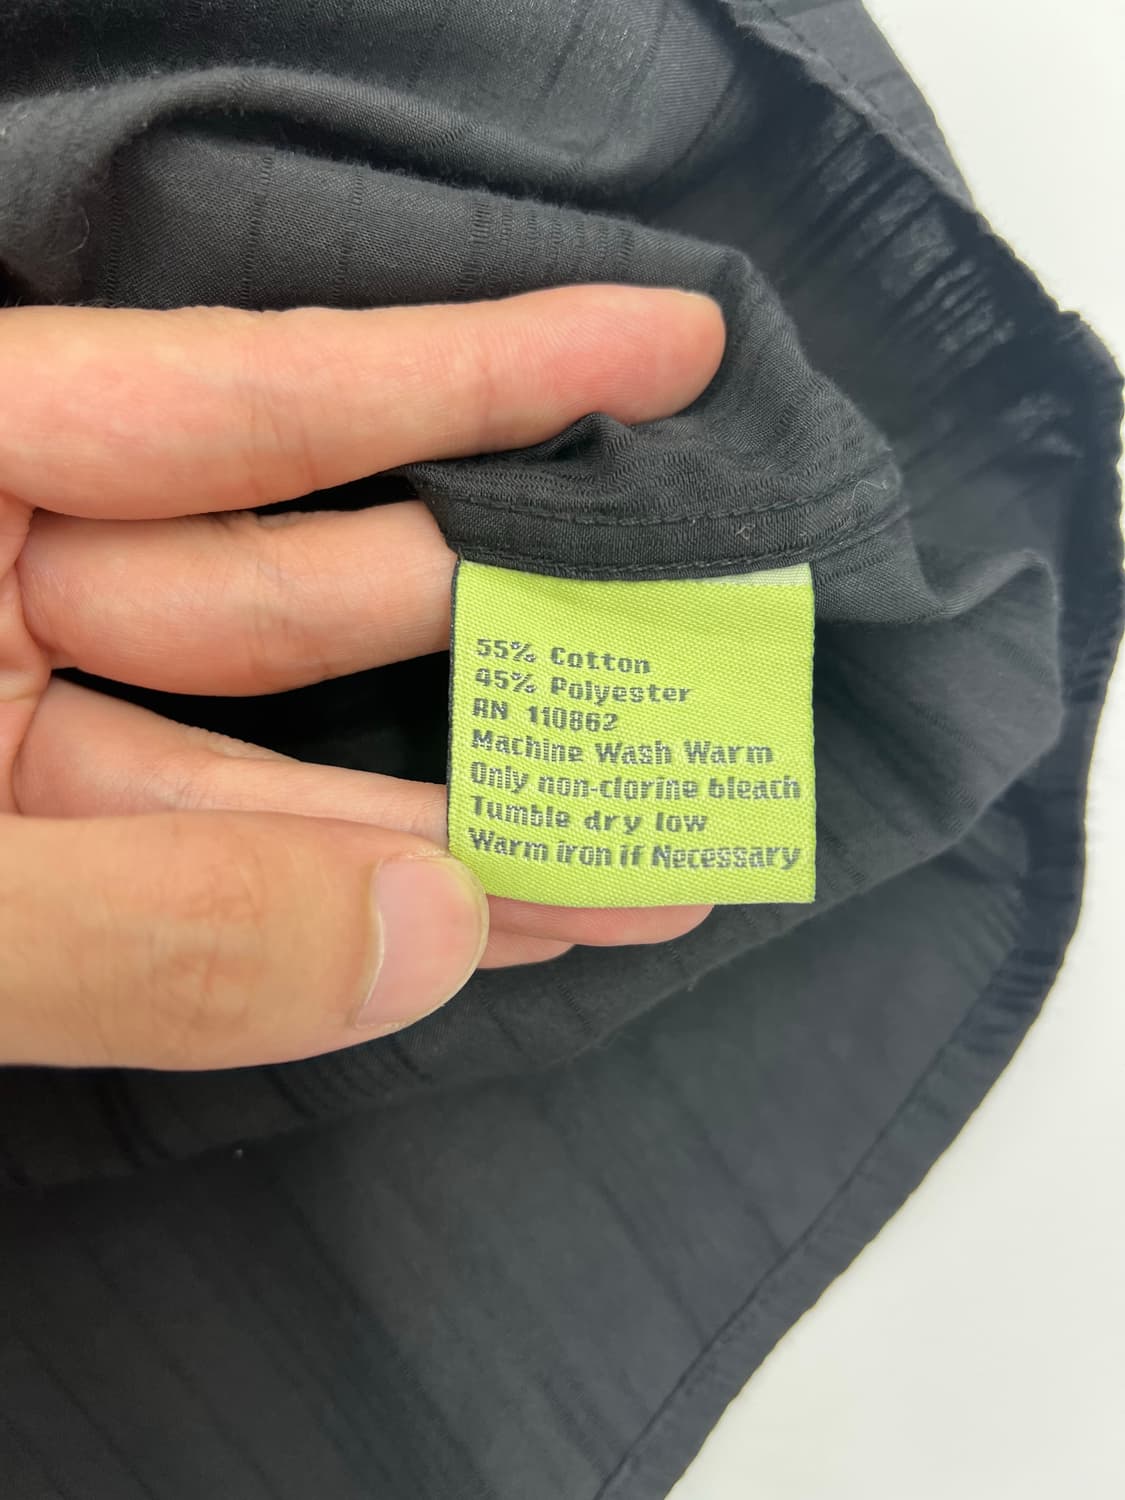 55% Cotton
45% Polyester
RN 110862
Machine Wash Warm
Only non-clorine bleach
Tumble dry low
Warm iron if Necessary